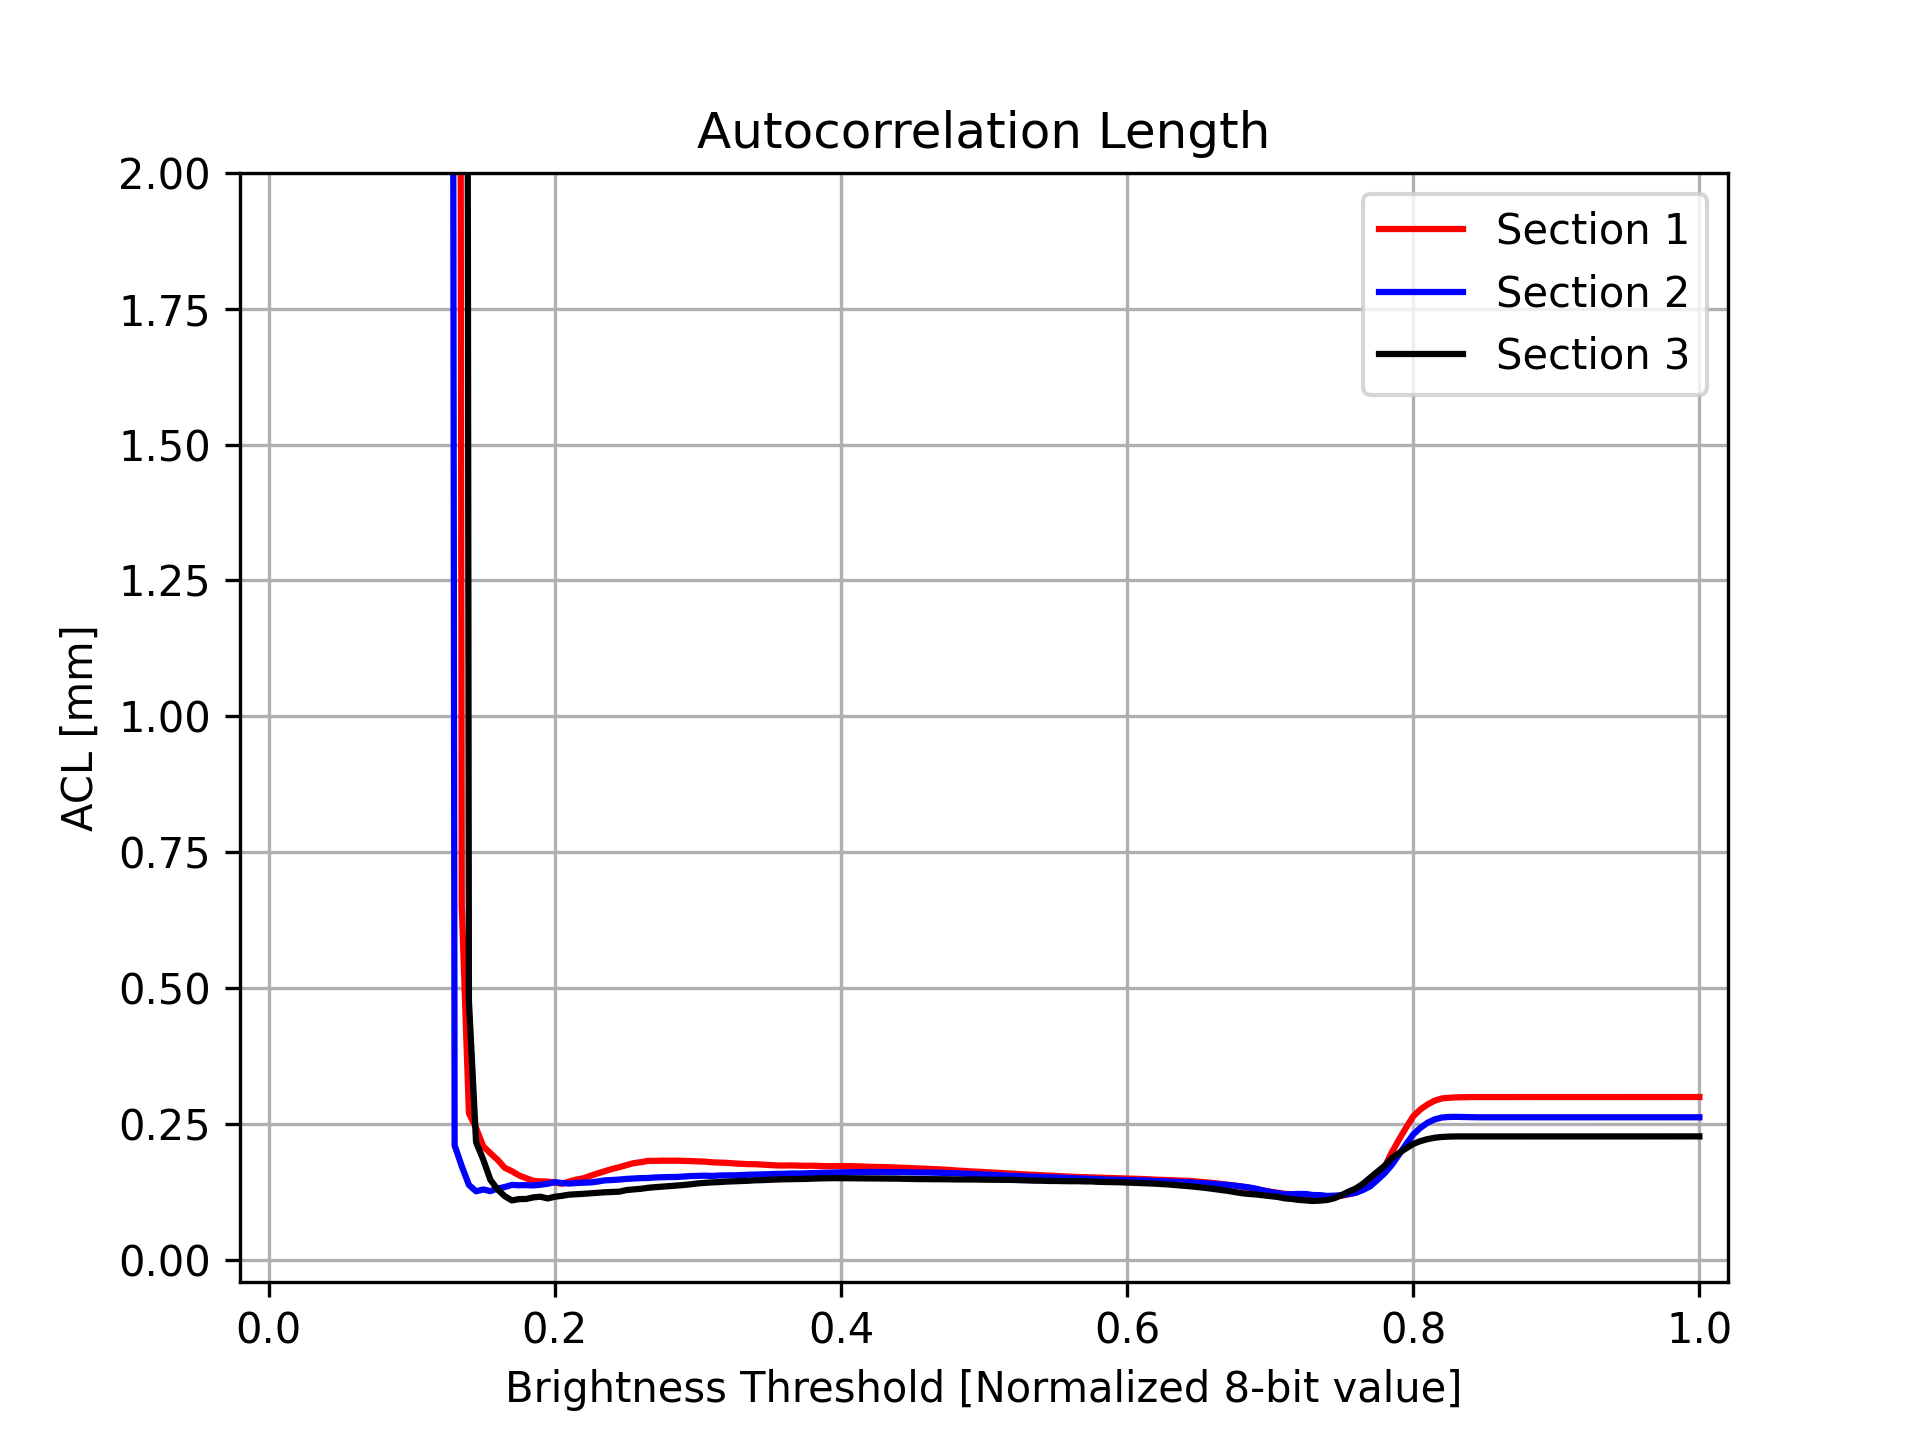 Autocorrelation Length
2.00
1.75
1.50
1.25
1.00
0.75
0.50
0.25
0.00
ACL [mm]
Section 1
Section 2
Section 3
0.0 0.2 0.4 0.6 0.8 1.0
Brightness Threshold [Normalized 8-bit value]